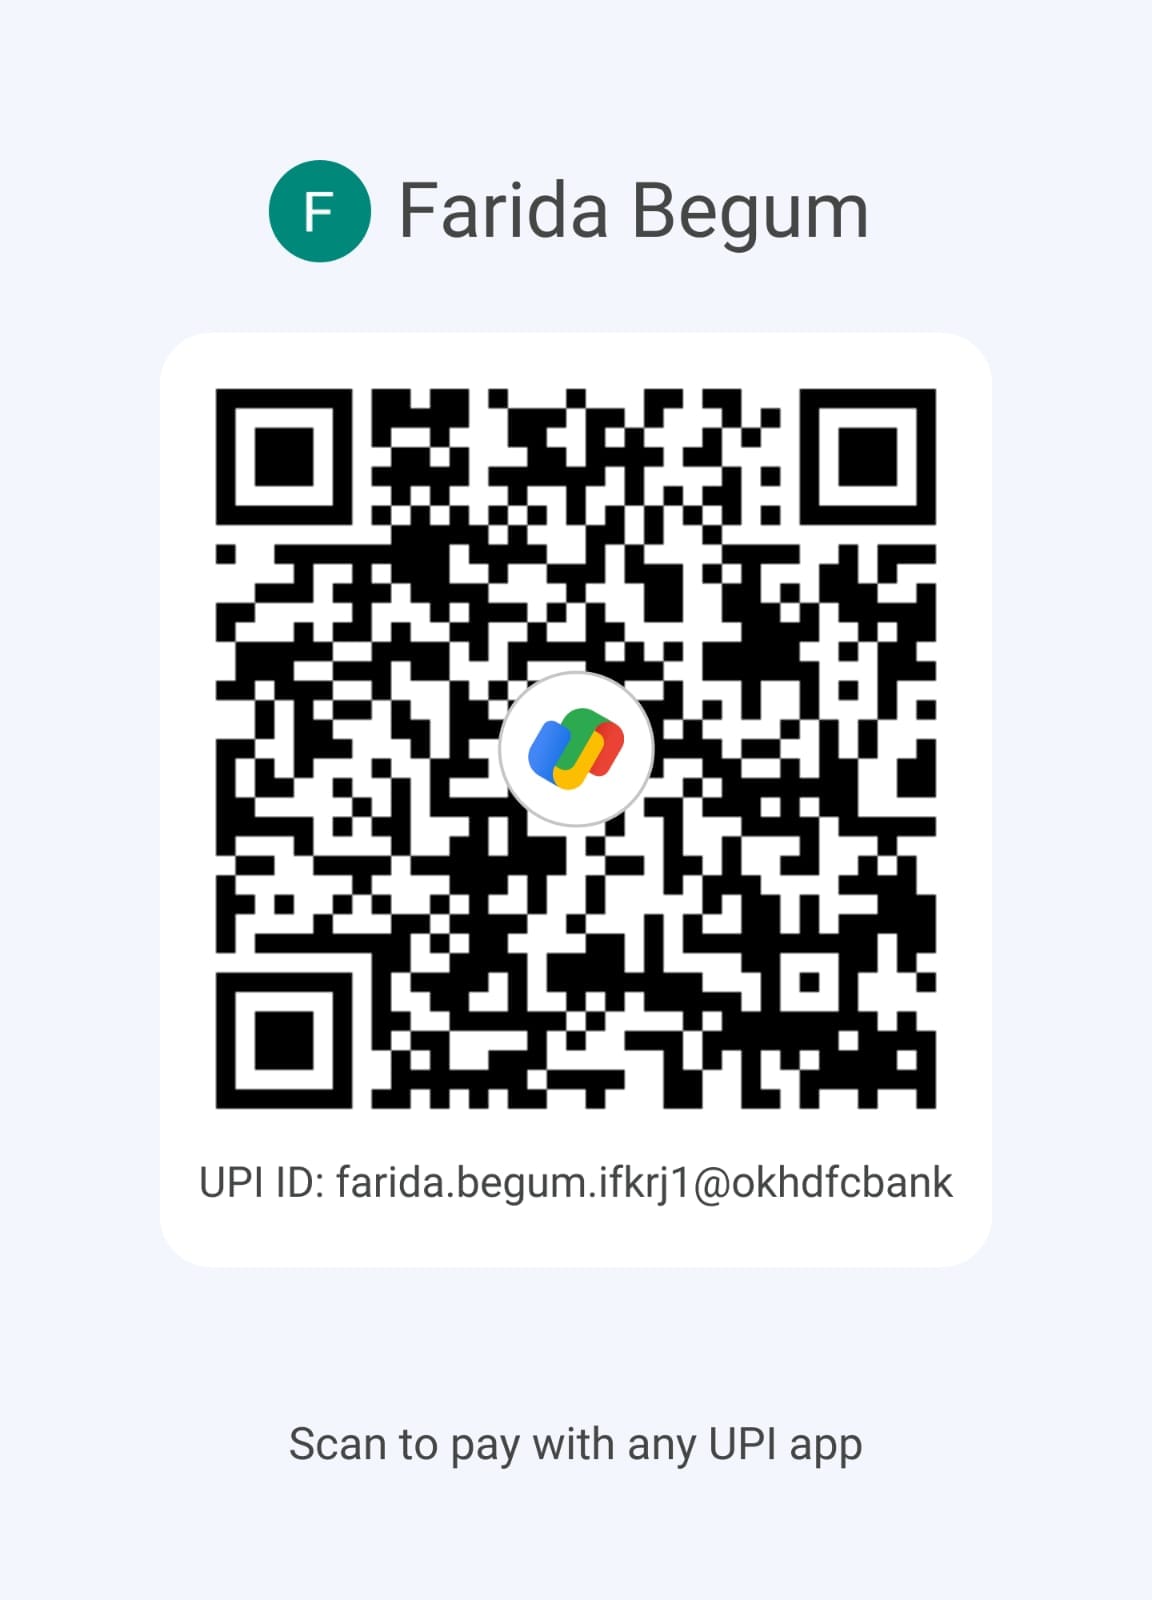 F Farida Begum
UPI ID: farida.begum.ifkrj1@okhdfcbank
Scan to pay with any UPI app